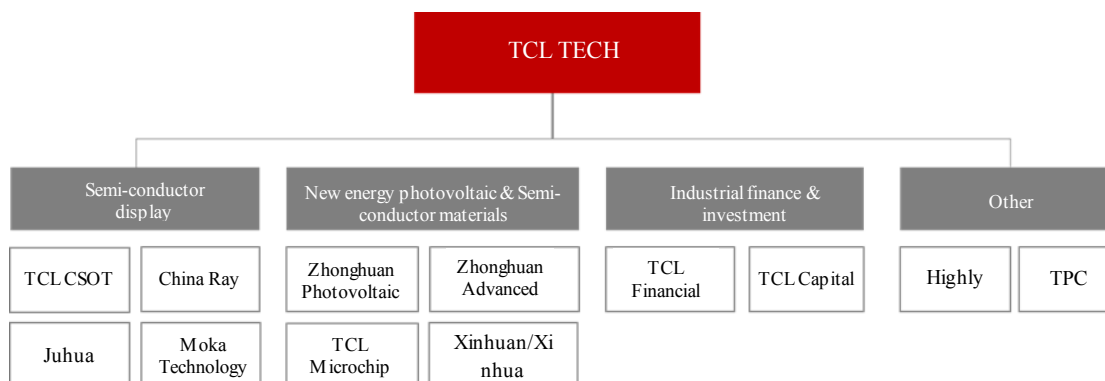 TCL TECH
Semi-conductor
display
New energy photovoltaic & Semi-
conductor materials
Industrial finance &
investment
Other
TCL CSOT
China Ray
Zhonghuan
Photovoltaic
Zhonghuan
Advanced
TCL
Financial
TCL Capital
Highly
TPC
Juhua
Moka
Technology
TCL
Microchip
Xinhuan/Xi
nhua